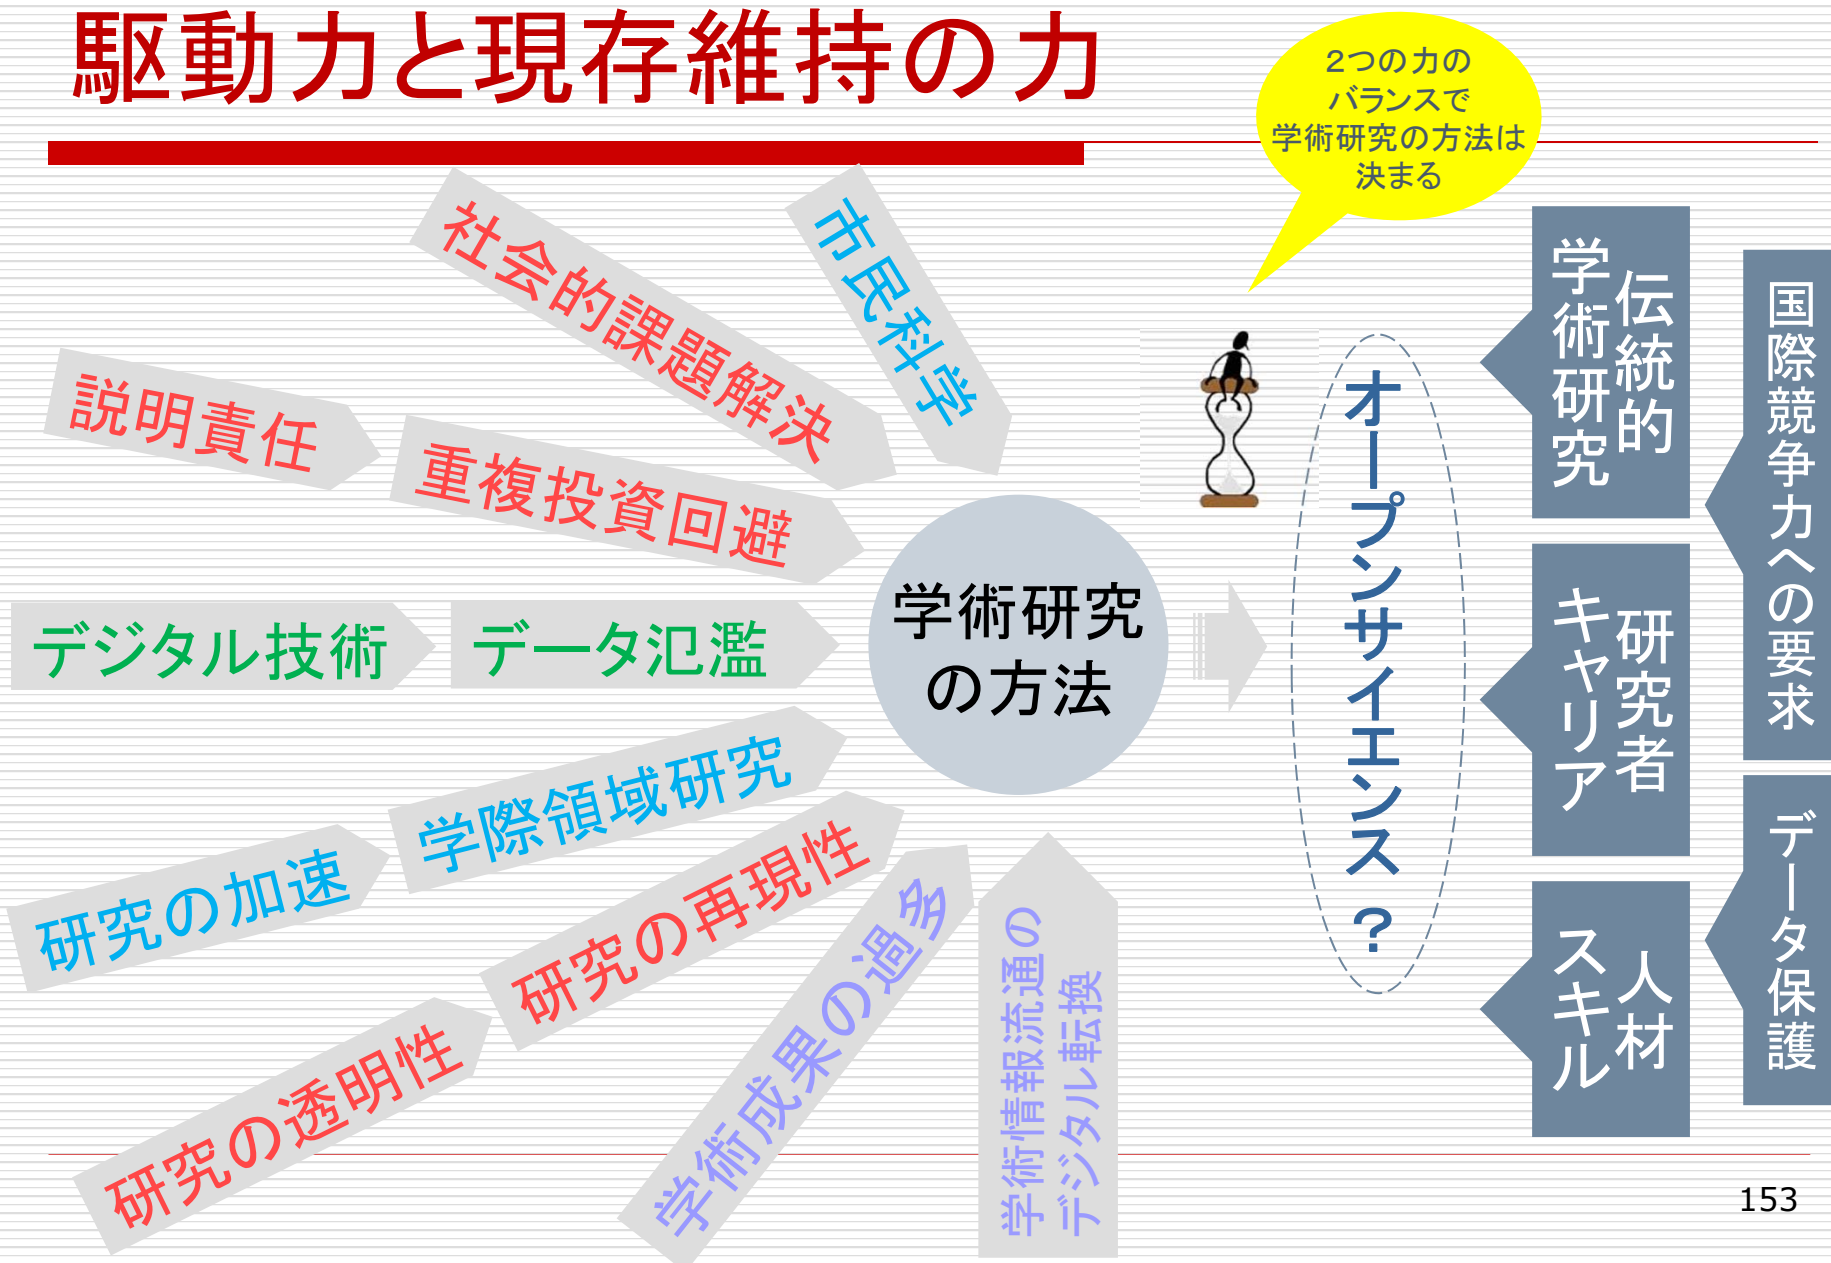 駆動力と現存維持の力
2つの力の
バランスで
学術研究の方法は
決まる
社会的課題解決
市民科学
説明責任
重複投資回避
デジタル技術
データ氾濫
学術研究
の方法
研究の加速
学際領域研究
研究の透明性
研究の再現性
学術成果の過多
学術情報流通の
デジタル転換
オープンサイエンス？
伝統的
学術研究
研究者
キャリア
人材
スキル
国際競争力への要求
データ保護
153